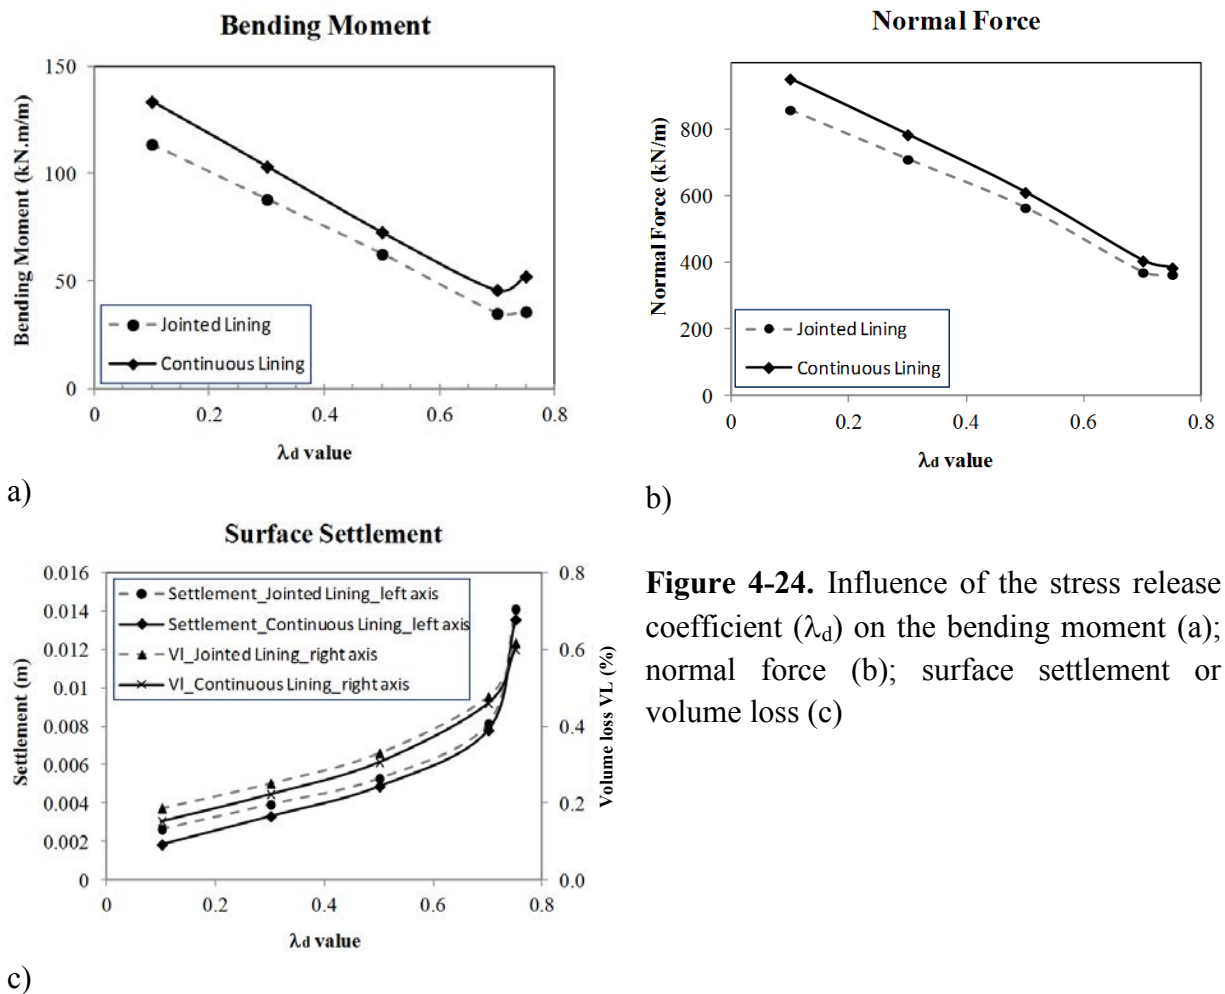 Bending Moment
150
100
50
0
Bending Moment (kN.m/m)
Jointed Lining
Continuous Lining
0 0.2 0.4 0.6 0.8
λd value
a)
Normal Force
800
600
400
200
0
Normal Force (kN/m)
Jointed Lining
Continuous Lining
0 0.2 0.4 0.6 0.8
λd value
b)
Surface Settlement
0.016
0.014
0.012
0.01
0.008
0.006
0.004
0.002
0
Settlement (m)
Settlement_Jointed Lining_left axis
Settlement_Continuous Lining_left axis
Vl_Jointed Lining_right axis
Vl_Continuous Lining_right axis
0.8
0.6
0.4
0.2
0.0
Volume loss VL (%)
0 0.2 0.4 0.6 0.8
λd value
c)
Figure 4-24. Influence of the stress release
coefficient (λd) on the bending moment (a);
normal force (b); surface settlement or
volume loss (c)